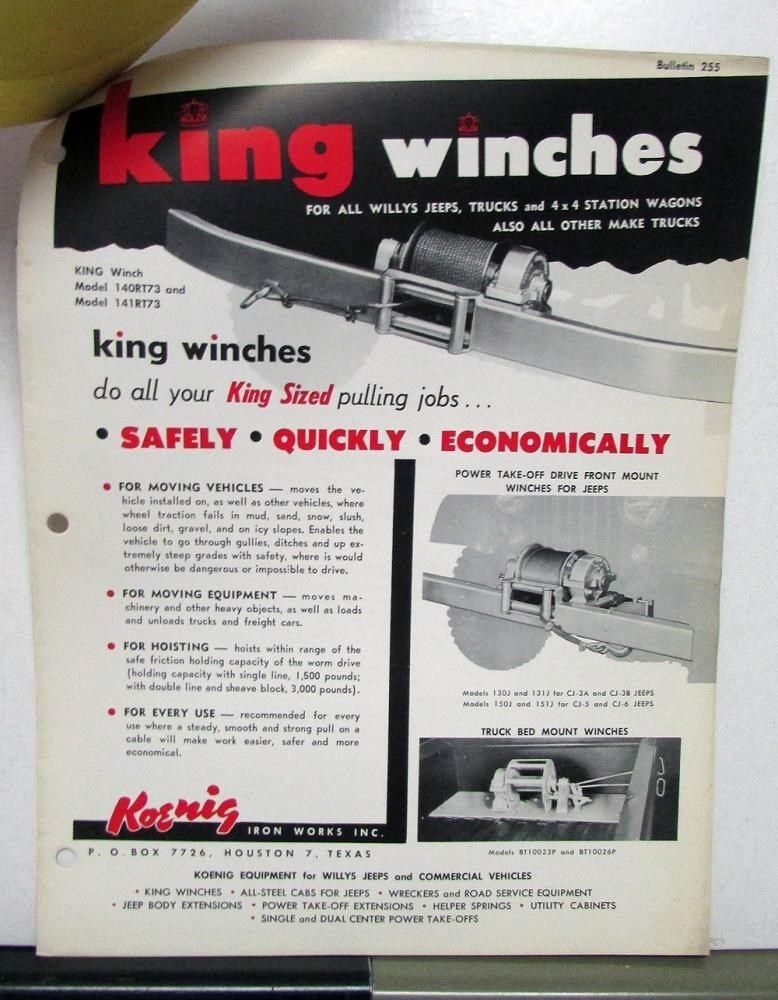 Bulletin 255
king winches
FOR ALL WILLYS JEEPS, TRUCKS and 4x4 STATION WAGONS
ALSO ALL OTHER MAKE TRUCKS
KING Winch
Model 140RT73 and
Model 141RT73
king winches
do all your King Sized pulling jobs...
• SAFELY • QUICKLY • ECONOMICALLY
• FOR MOVING VEHICLES — moves the ve-
hicle installed on, as well as other vehicles, where
wheel traction fails in mud, sand, snow, slush,
loose dirt, gravel, and on icy slopes. Enables the
vehicle to go through gullies, ditches and up ex-
tremely steep grades with safety, where is would
otherwise be dangerous or impossible to drive.
• FOR MOVING EQUIPMENT — moves ma-
chinery and other heavy objects, as well as loads
and unloads trucks and freight cars.
• FOR HOISTING — hoists within range of the
safe friction holding capacity of the worm drive
(holding capacity with single line, 1,500 pounds;
with double line and sheave block, 3,000 pounds).
• FOR EVERY USE — recommended for every
use where a steady, smooth and strong pull on a
cable will make work easier, safer and more
economical.
POWER TAKE-OFF DRIVE FRONT MOUNT
WINCHES FOR JEEPS
Models 130J and 131J for CJ-3A and CJ-3B JEEPS
Models 150J and 151J for CJ-5 and CJ-6 JEEPS
TRUCK BED MOUNT WINCHES
Models BT10023P and BT10026P
Koenig
IRON WORKS INC.
P. O. BOX 7726, HOUSTON 7, TEXAS
KOENIG EQUIPMENT for WILLYS JEEPS and COMMERCIAL VEHICLES
• KING WINCHES • ALL-STEEL CABS FOR JEEPS • WRECKERS and ROAD SERVICE EQUIPMENT
• JEEP BODY EXTENSIONS • POWER TAKE-OFF EXTENSIONS • HELPER SPRINGS • UTILITY CABINETS
• SINGLE and DUAL CENTER POWER TAKE-OFFS